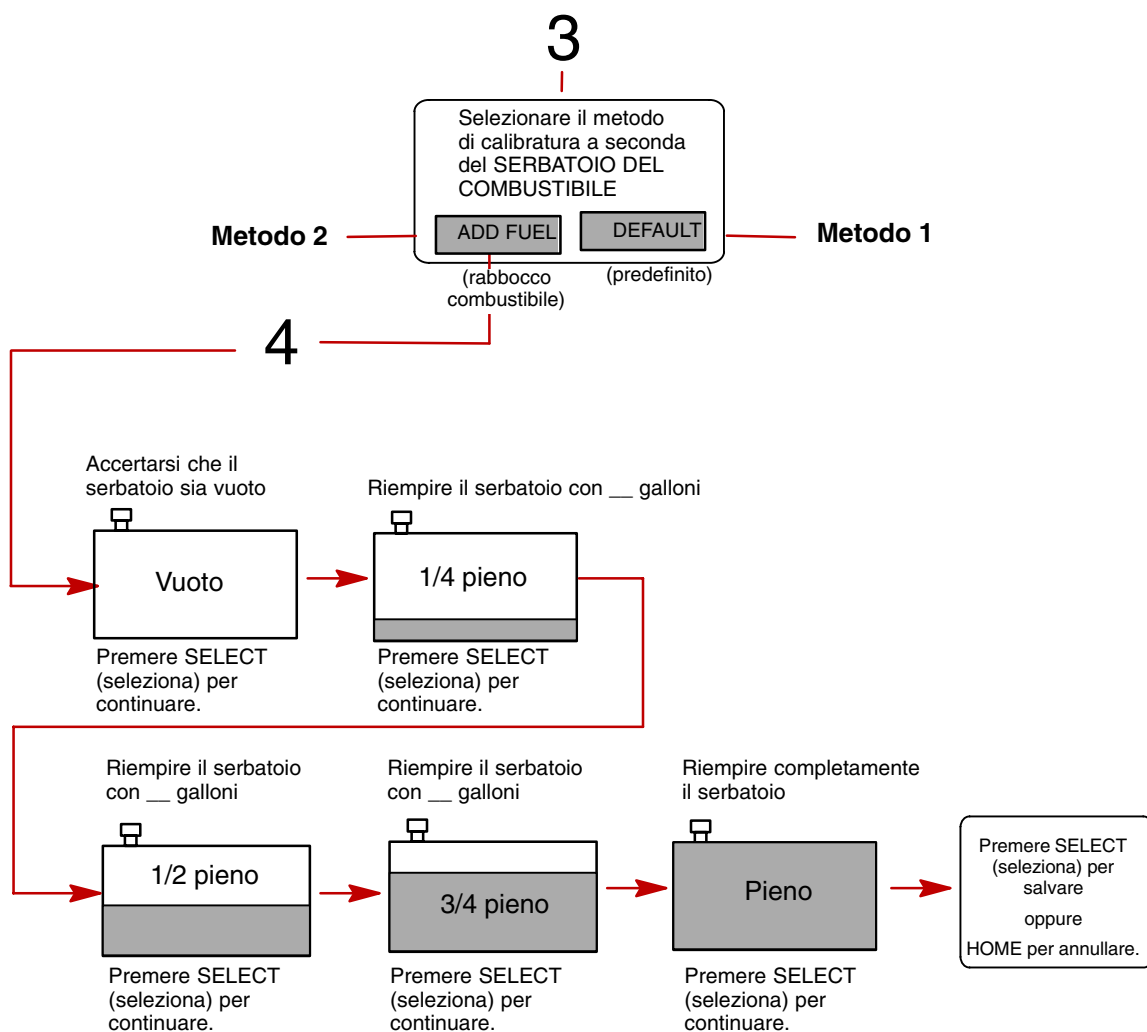 3
Selezionare il metodo
di calibratura a seconda
del SERBATOIO DEL
COMBUSTIBILE
Metodo 2
ADD FUEL
DEFAULT
Metodo 1
(rabbocco
combustibile)
(predefinito)
4
Accertarsi che il
serbatoio sia vuoto
Riempire il serbatoio con __ galloni
Vuoto
1/4 pieno
Premere SELECT
(seleziona) per
continuare.
Premere SELECT
(seleziona) per
continuare.
Riempire il serbatoio
con __ galloni
Riempire il serbatoio
con __ galloni
Riempire completamente
il serbatoio
1/2 pieno
3/4 pieno
Pieno
Premere SELECT
(seleziona) per
salvare
oppure
HOME per annullare.
Premere SELECT
(seleziona) per
continuare.
Premere SELECT
(seleziona) per
continuare.
Premere SELECT
(seleziona) per
continuare.